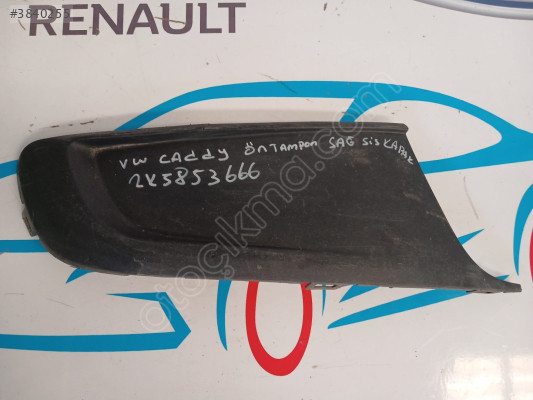 #3840255
RENAULT
VW CADDY ÖNTAMPON SAG SIS KAPAK
2K5853666
otocikma.com